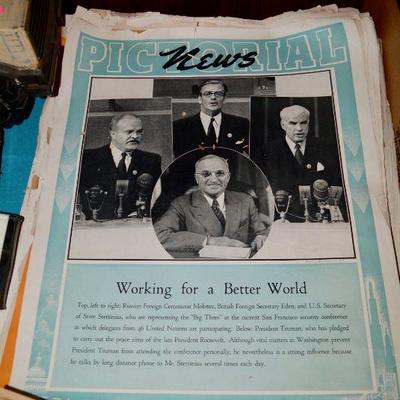 PICTORIAL
News
Working for a Better World
Top, left to right: Russian Foreign Commissar Molotov, British Foreign Secretary Eden, and U.S. Secretary
of State Stettinius, who are representing the "Big Three" at the current San Francisco security conference
in which delegates from 46 United Nations are participating. Below: President Truman, who has pledged
to carry out the peace aims of the late President Roosevelt. Although vital matters in Washington prevent
President Truman from attending the conference personally, he nevertheless is a strong influence because
he talks by long distance phone to Mr. Stettinius several times each day.